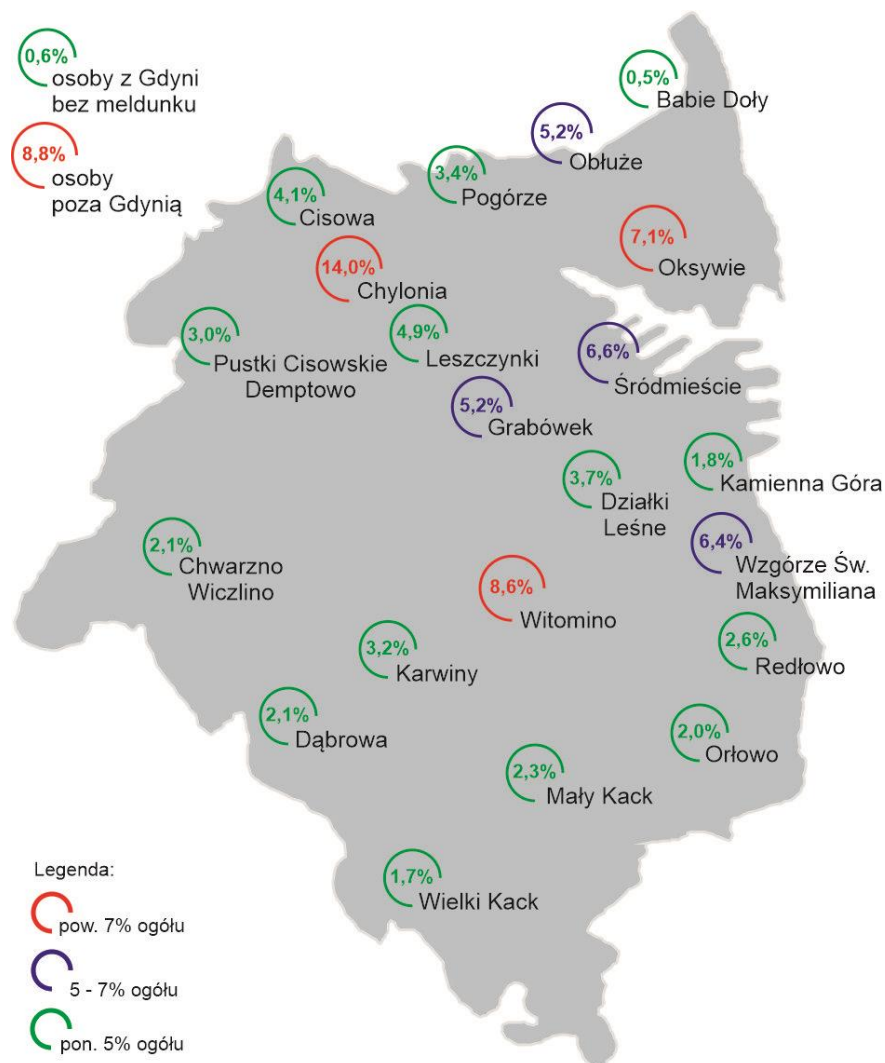 0,6%
osoby z Gdyni
bez meldunku
8,8%
osoby
poza Gdynią
0,5%
Babie Doły
5,2%
Obłuże
3,4%
Pogórze
4,1%
Cisowa
7,1%
Oksywie
14,0%
Chylonia
3,0%
Pustki Cisowskie
Demptowo
4,9%
Leszczynki
6,6%
Śródmieście
5,2%
Grabówek
3,7%
Działki
Leśne
1,8%
Kamienna Góra
2,1%
Chwarzno
Wiczlino
6,4%
Wzgórze Św.
Maksymiliana
8,6%
Witomino
3,2%
Karwiny
2,6%
Redłowo
2,1%
Dąbrowa
2,0%
Orłowo
2,3%
Mały Kack
1,7%
Wielki Kack
Legenda:
pow. 7% ogółu
5 - 7% ogółu
pon. 5% ogółu